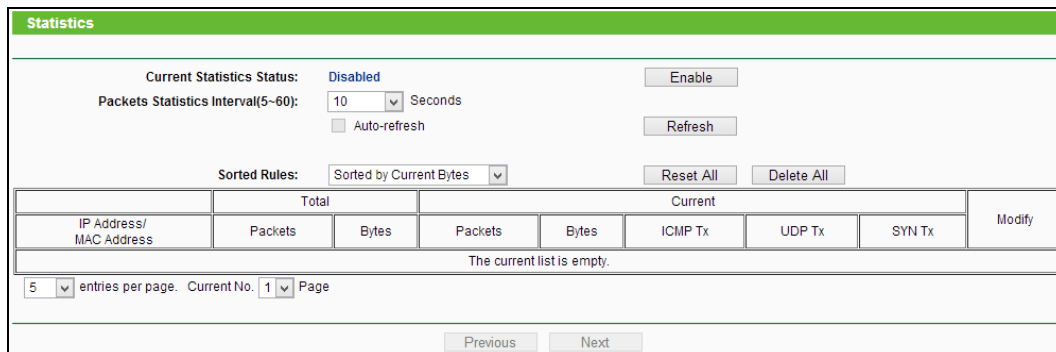 Statistics
Current Statistics Status: Disabled Enable
Packets Statistics Interval(5~60): 10 Seconds
Auto-refresh Refresh
Sorted Rules: Sorted by Current Bytes Reset All Delete All
Total Current
IP Address/
MAC Address Packets Bytes Packets Bytes ICMP Tx UDP Tx SYN Tx Modify
The current list is empty.
5 entries per page. Current No. 1 Page
Previous Next